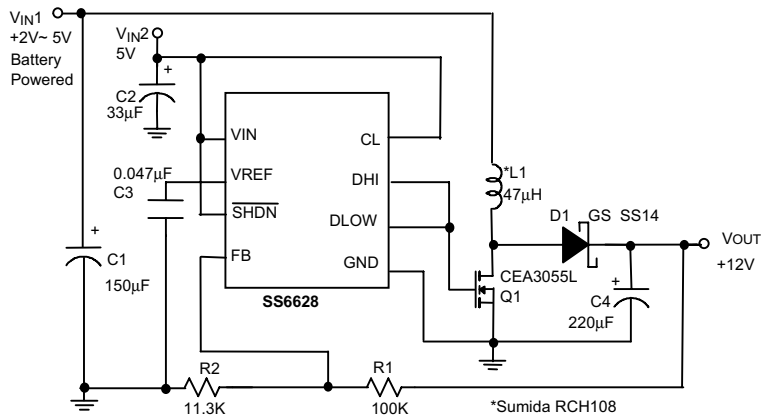 VIN1
+2V~ 5V
Battery
Powered
VIN2
5V
C2
33μF
VIN
VREF
SHDN
FB
CL
DHI
DLOW
GND
SS6628
0.047μF
C3
C1
150μF
*L1
47μH
D1 GS SS14
VOUT
+12V
CEA3055L
Q1
C4
220μF
R2
11.3K
R1
100K
*Sumida RCH108